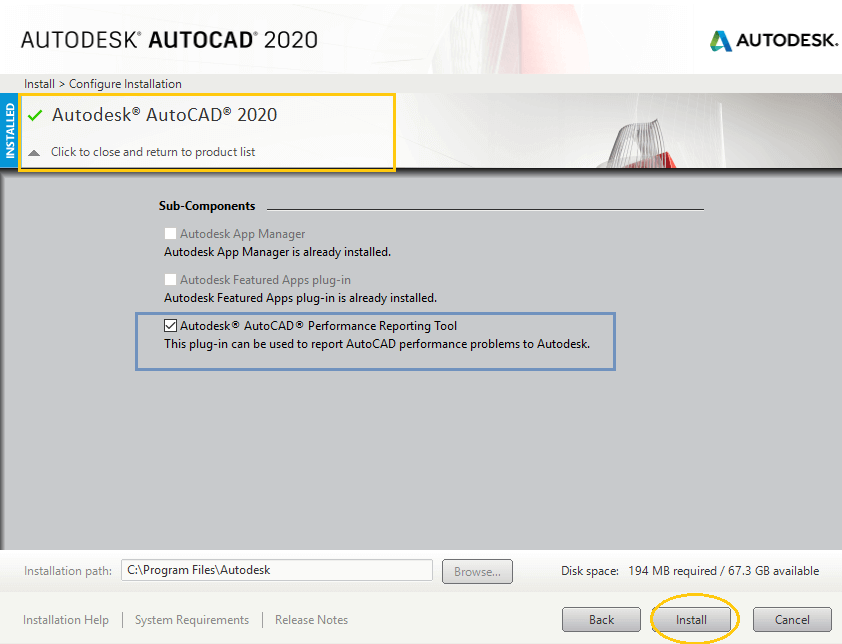 AUTODESK® AUTOCAD® 2020
AUTODESK.
Install > Configure Installation
INSTALLED
Autodesk® AutoCAD® 2020
Click to close and return to product list
Sub-Components
Autodesk App Manager
Autodesk App Manager is already installed.
Autodesk Featured Apps plug-in
Autodesk Featured Apps plug-in is already installed.
Autodesk® AutoCAD® Performance Reporting Tool
This plug-in can be used to report AutoCAD performance problems to Autodesk.
Installation path: C:\Program Files\Autodesk Browse... Disk space: 194 MB required / 67.3 GB available
Installation Help | System Requirements | Release Notes Back Install Cancel